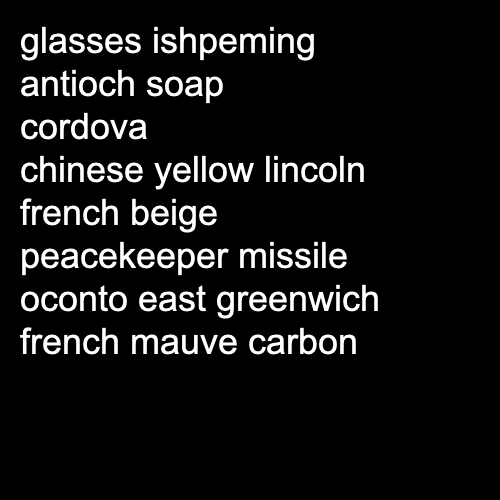 glasses ishpeming
antioch soap
cordova
chinese yellow lincoln
french beige
peacekeeper missile
oconto east greenwich
french mauve carbon